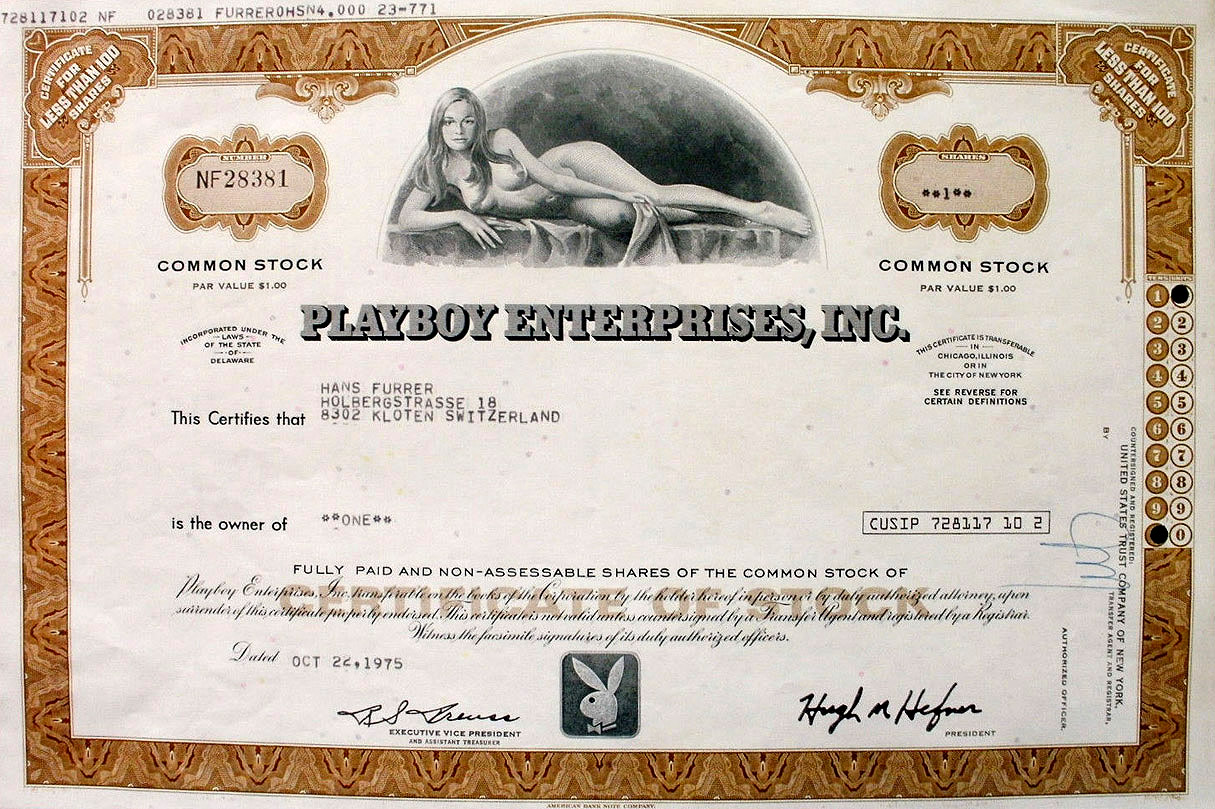 728117102 NF 028381 FURREROHSN4.000 23-771
CERTIFICATE
FOR
LESS THAN 100
SHARES
CERTIFICATE
FOR
LESS THAN 100
SHARES
NUMBER
NF28381
SHARES
**1**
COMMON STOCK
PAR VALUE $1.00
COMMON STOCK
PAR VALUE $1.00
PLAYBOY ENTERPRISES, INC.
INCORPORATED UNDER THE
LAWS
OF THE STATE
OF
DELAWARE
THIS CERTIFICATE IS TRANSFERABLE
IN
CHICAGO, ILLINOIS
OR IN
THE CITY OF NEW YORK
SEE REVERSE FOR
CERTAIN DEFINITIONS
This Certifies that
HANS FURRER
HOLBERGSTRASSE 18
8302 KLOTEN SWITZERLAND
is the owner of **ONE**
CUSIP 728117 10 2
FULLY PAID AND NON-ASSESSABLE SHARES OF THE COMMON STOCK OF
CERTIFICATE OF STOCK
Playboy Enterprises, Inc., transferable on the books of the Corporation by the holder hereof in person or by duly authorized attorney, upon
surrender of this certificate properly endorsed. This certificate is not valid unless countersigned by a Transfer Agent and registered by a Registrar.
Witness the facsimile signatures of its duly authorized officers.
Dated OCT 22,1975
EXECUTIVE VICE PRESIDENT
AND ASSISTANT TREASURER
Hugh M Hefner
PRESIDENT
TENS UNITS
1
2 2
3 3
4 4
5 5
6 6
7 7
8 8
9 9
0
COUNTERSIGNED AND REGISTERED:
UNITED STATES TRUST COMPANY OF NEW YORK,
TRANSFER AGENT AND REGISTRAR,
BY
AUTHORIZED OFFICER.
AMERICAN BANK NOTE COMPANY.